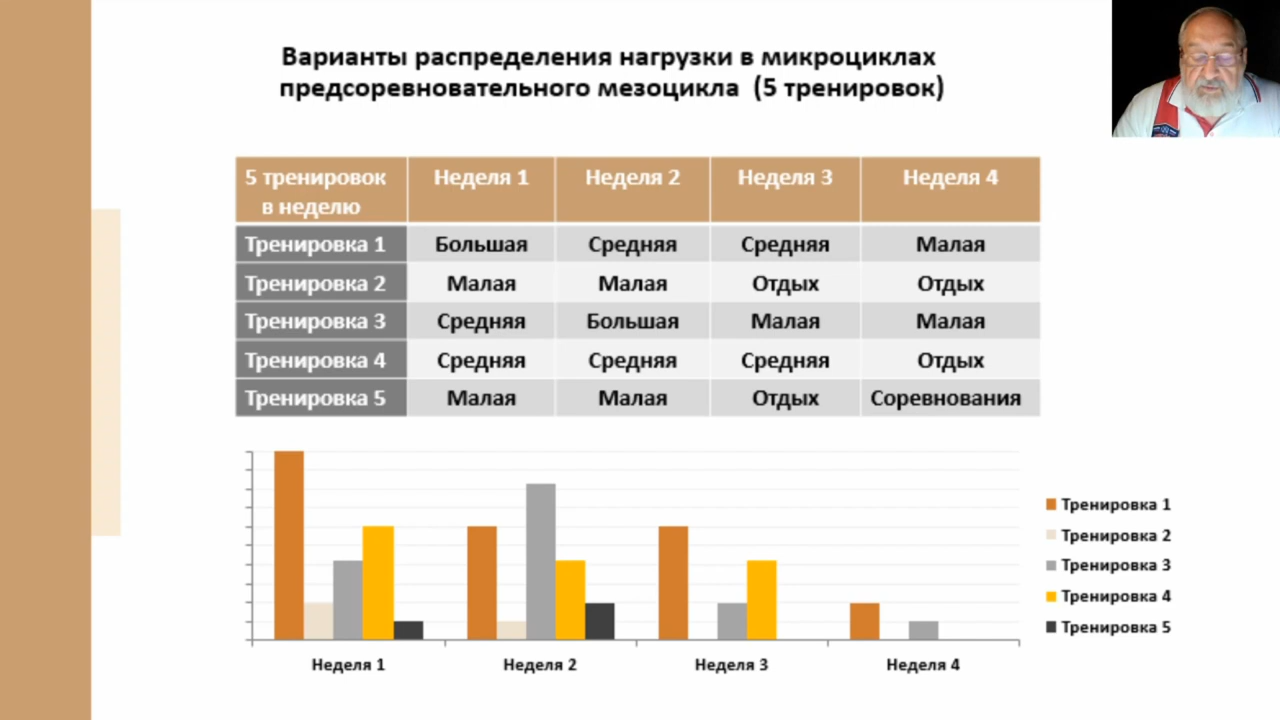 Варианты распределения нагрузки в микроциклах
предсоревновательного мезоцикла (5 тренировок)
5 тренировок в неделю Неделя 1 Неделя 2 Неделя 3 Неделя 4
Тренировка 1 Большая Средняя Средняя Малая
Тренировка 2 Малая Малая Отдых Отдых
Тренировка 3 Средняя Большая Малая Малая
Тренировка 4 Средняя Средняя Средняя Отдых
Тренировка 5 Малая Малая Отдых Соревнования
Тренировка 1
Тренировка 2
Тренировка 3
Тренировка 4
Тренировка 5
Неделя 1 Неделя 2 Неделя 3 Неделя 4